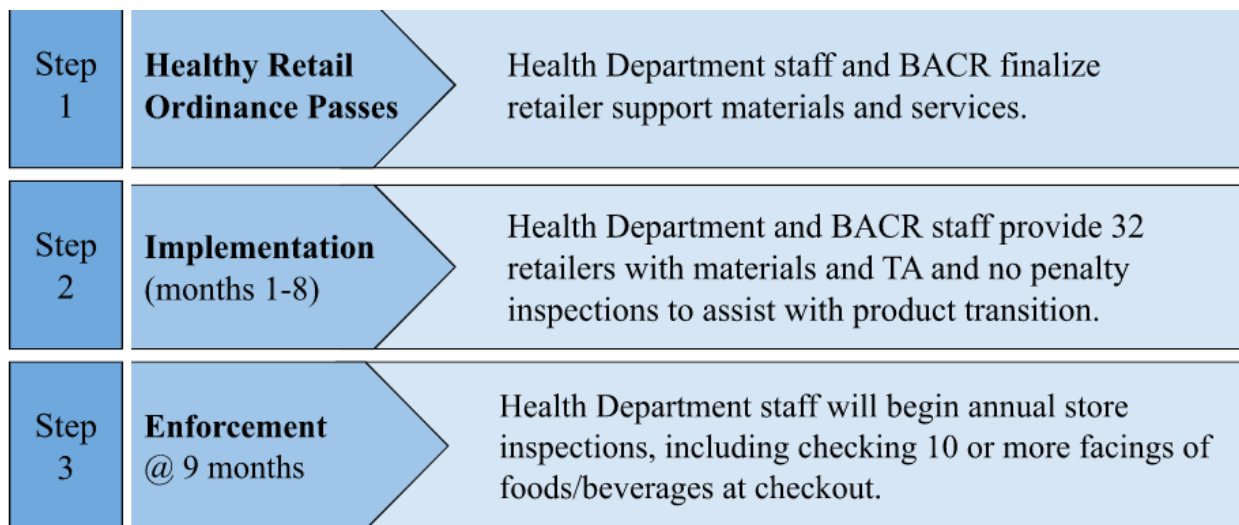 Step
1
Healthy Retail
Ordinance Passes
Health Department staff and BACR finalize
retailer support materials and services.
Step
2
Implementation
(months 1-8)
Health Department and BACR staff provide 32
retailers with materials and TA and no penalty
inspections to assist with product transition.
Step
3
Enforcement
@ 9 months
Health Department staff will begin annual store
inspections, including checking 10 or more facings of
foods/beverages at checkout.